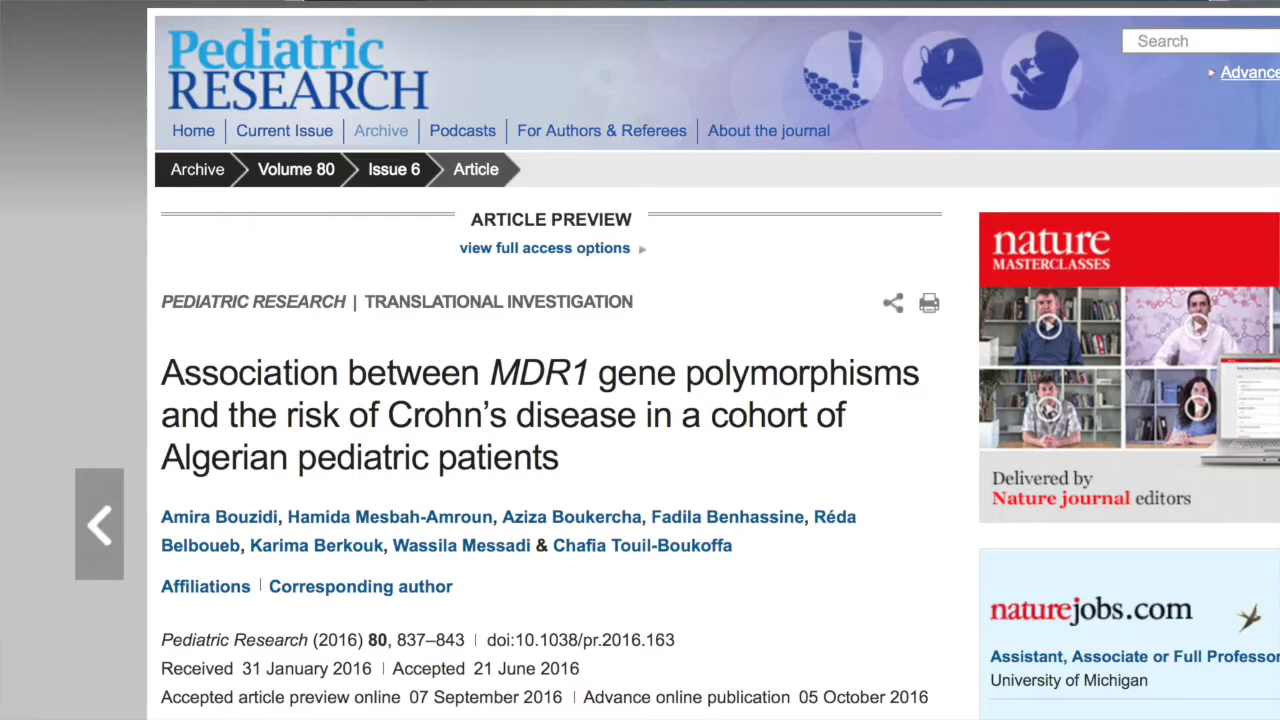 Pediatric
RESEARCH
Search
Advance
Home
Current Issue
Archive
Podcasts
For Authors & Referees
About the journal
Archive
Volume 80
Issue 6
Article
ARTICLE PREVIEW
view full access options
PEDIATRIC RESEARCH | TRANSLATIONAL INVESTIGATION
Association between MDR1 gene polymorphisms
and the risk of Crohn’s disease in a cohort of
Algerian pediatric patients
Amira Bouzidi, Hamida Mesbah-Amroun, Aziza Boukercha, Fadila Benhassine, Réda
Belboueb, Karima Berkouk, Wassila Messadi & Chafia Touil-Boukoffa
Affiliations | Corresponding author
Pediatric Research (2016) 80, 837–843 | doi:10.1038/pr.2016.163
Received 31 January 2016 | Accepted 21 June 2016
Accepted article preview online 07 September 2016 | Advance online publication 05 October 2016
nature
MASTERCLASSES
Delivered by
Nature journal editors
naturejobs.com
Assistant, Associate or Full Professor
University of Michigan